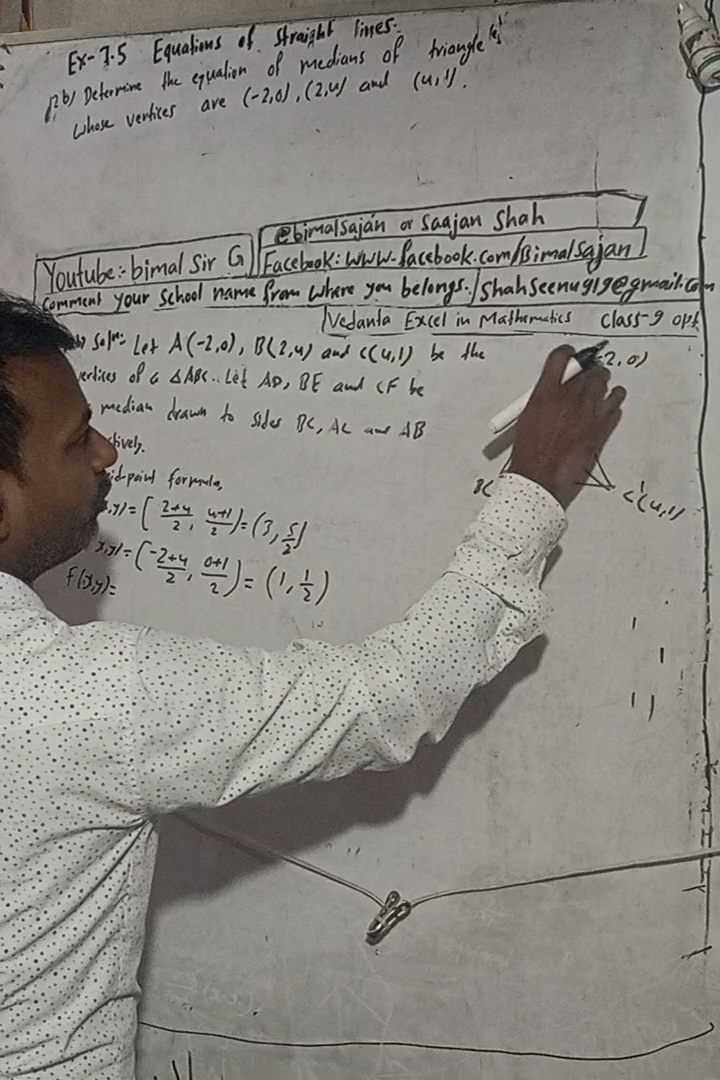 Ex-7.5 Equations of Straight lines.
12b) Determine the equation of medians of triangle
Whose vertices are (-2,0), (2,4) and (4,1).
@bimalsajan or Saajan Shah
Youtube:- bimal Sir G
Facebook: www.facebook.com/Bimalsajan
Comment your School name from where you belongs./Shahseenu919@gmail.com
Vedanta Excel in Mathematics Class-9 opt
Solⁿ: Let A(-2,0), B(2,4) and C(4,1) be the
vertices of a ΔABC. Let AD, BE and CF be
median drawn to sides BC, AC and AB
tively.
id-point formula,
x,y)=(2+4/2, 4+1/2)=(3, 5/2)
x,y)=(-2+4/2, 0+1/2)=(1, 1/2)
F(x,y)=
-2,0)
B(
C(4,1)